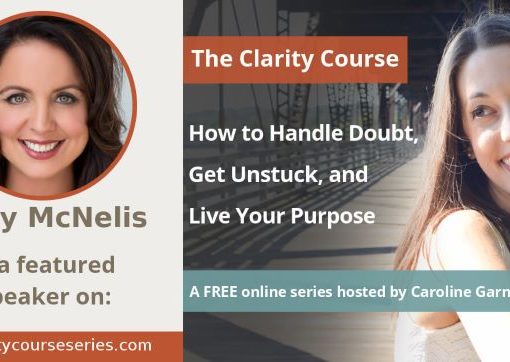 y McNelis
a featured
peaker on:
tycourseseries.com
The Clarity Course
How to Handle Doubt,
Get Unstuck, and
Live Your Purpose
A FREE online series hosted by Caroline Garn